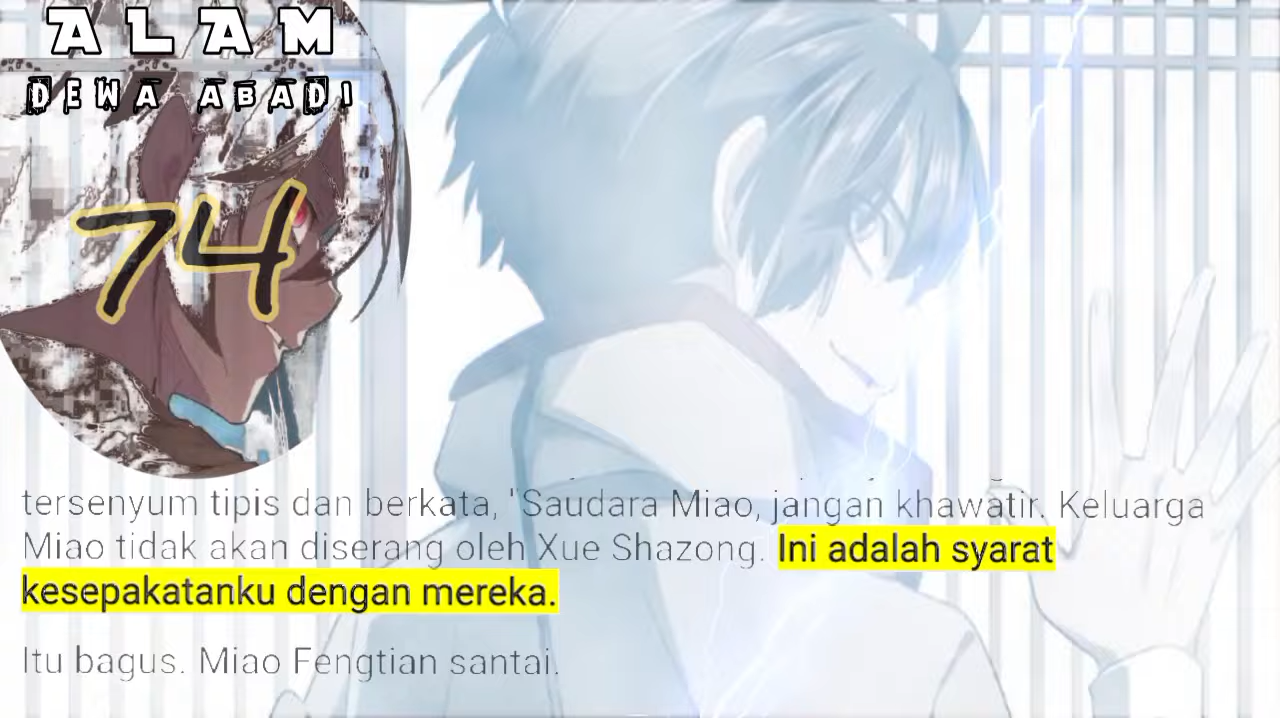 ALAM
DEWA ABADI
74
tersenyum tipis dan berkata, "Saudara Miao, jangan khawatir. Keluarga
Miao tidak akan diserang oleh Xue Shazong. Ini adalah syarat
kesepakatanku dengan mereka.
Itu bagus. Miao Fengtian santai.